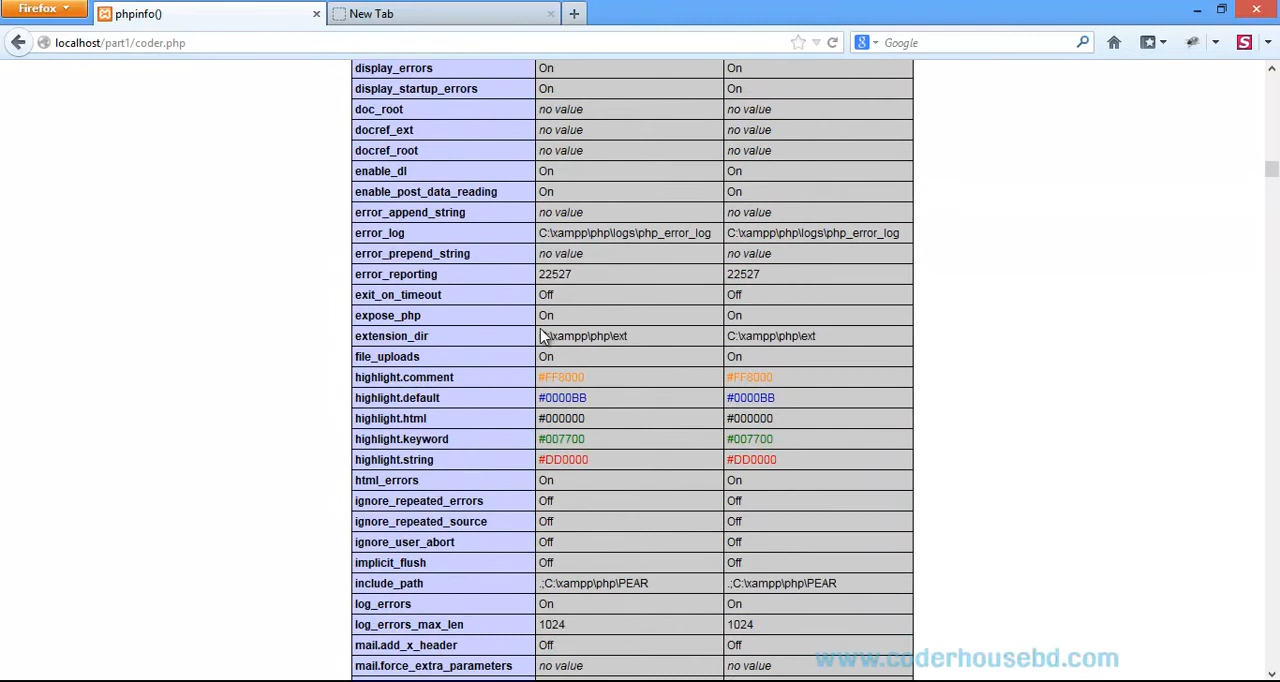 Firefox
phpinfo()
New Tab
localhost/part1/coder.php
Google
display_errors On On
display_startup_errors On On
doc_root no value no value
docref_ext no value no value
docref_root no value no value
enable_dl On On
enable_post_data_reading On On
error_append_string no value no value
error_log C:\xampp\php\logs\php_error_log C:\xampp\php\logs\php_error_log
error_prepend_string no value no value
error_reporting 22527 22527
exit_on_timeout Off Off
expose_php On On
extension_dir \xampp\php\ext C:\xampp\php\ext
file_uploads On On
highlight.comment #FF8000 #FF8000
highlight.default #0000BB #0000BB
highlight.html #000000 #000000
highlight.keyword #007700 #007700
highlight.string #DD0000 #DD0000
html_errors On On
ignore_repeated_errors Off Off
ignore_repeated_source Off Off
ignore_user_abort Off Off
implicit_flush Off Off
include_path .;C:\xampp\php\PEAR .;C:\xampp\php\PEAR
log_errors On On
log_errors_max_len 1024 1024
mail.add_x_header Off Off
mail.force_extra_parameters no value no value
www.coderhousebd.com